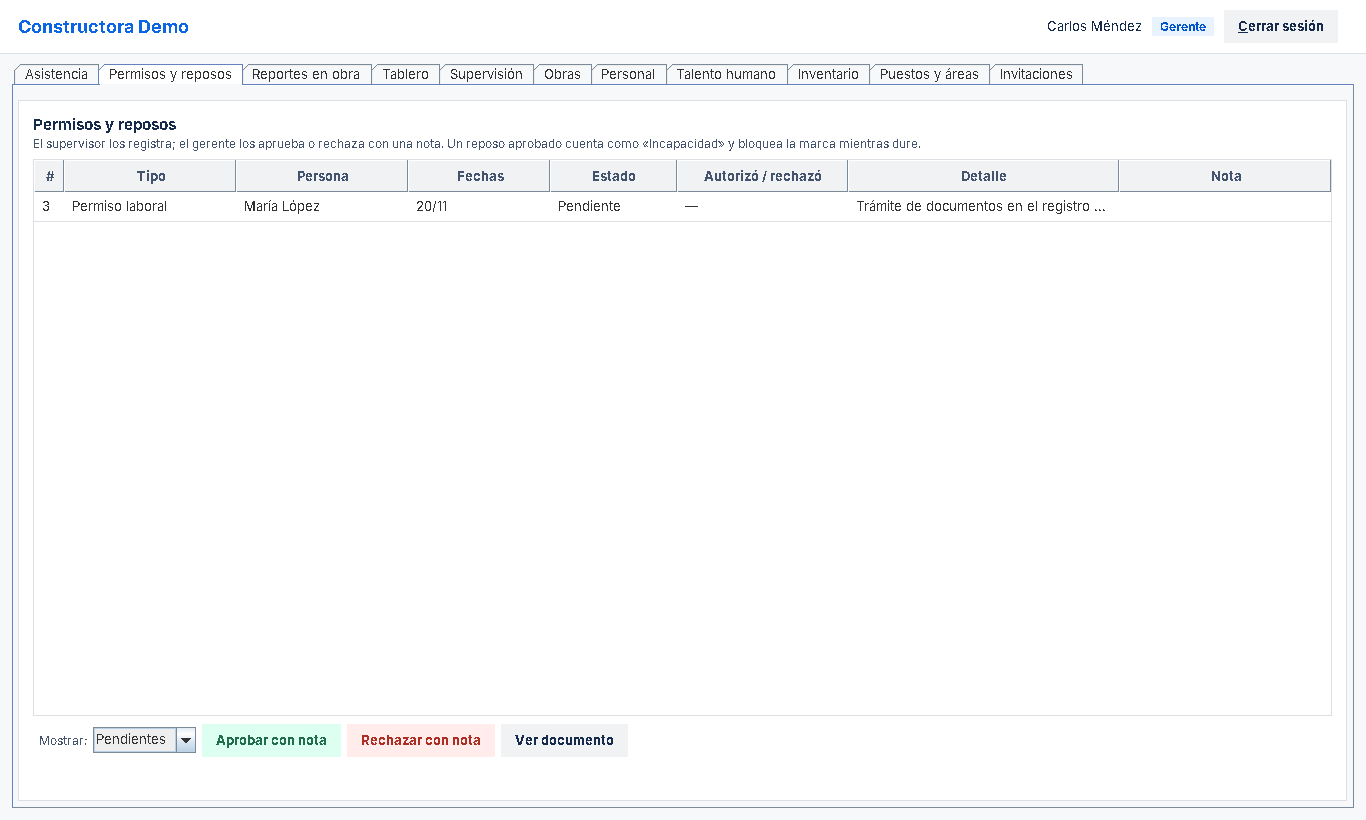 Constructora Demo
Carlos Méndez Gerente Cerrar sesión
Asistencia Permisos y reposos Reportes en obra Tablero Supervisión Obras Personal Talento humano Inventario Puestos y áreas Invitaciones
Permisos y reposos
El supervisor los registra; el gerente los aprueba o rechaza con una nota. Un reposo aprobado cuenta como «Incapacidad» y bloquea la marca mientras dure.
# Tipo Persona Fechas Estado Autorizó / rechazó Detalle Nota
3 Permiso laboral María López 20/11 Pendiente — Trámite de documentos en el registro ...
Mostrar: Pendientes Aprobar con nota Rechazar con nota Ver documento